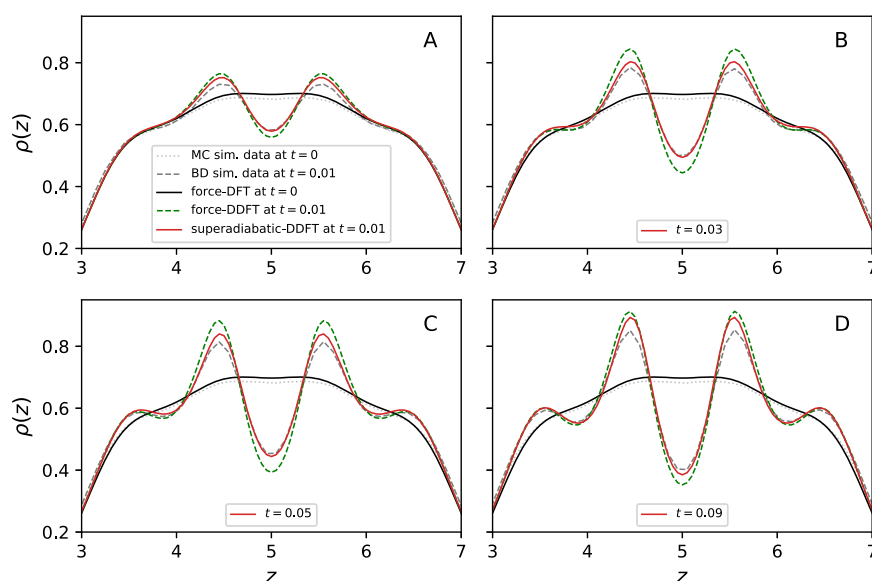 A
B
0.8
0.6
0.4
0.2
ρ(z)
MC sim. data at t = 0
BD sim. data at t = 0.01
force-DFT at t = 0
force-DDFT at t = 0.01
superadiabatic-DDFT at t = 0.01
t = 0.03
3 4 5 6 7
3 4 5 6 7
C
D
0.8
0.6
0.4
0.2
ρ(z)
t = 0.05
t = 0.09
3 4 5 6 7
3 4 5 6 7
z
z